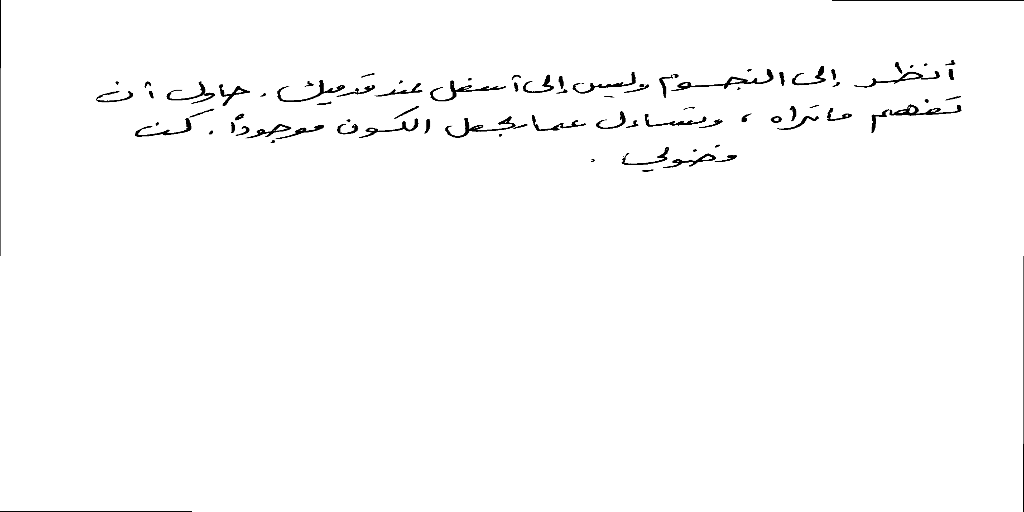 أنظر إلى النجوم وليس إلى أسفل عند قدميك. حاول أن
تفهم ما تراه، وتساءل عما يجعل الكون موجوداً. كن
فضولي.